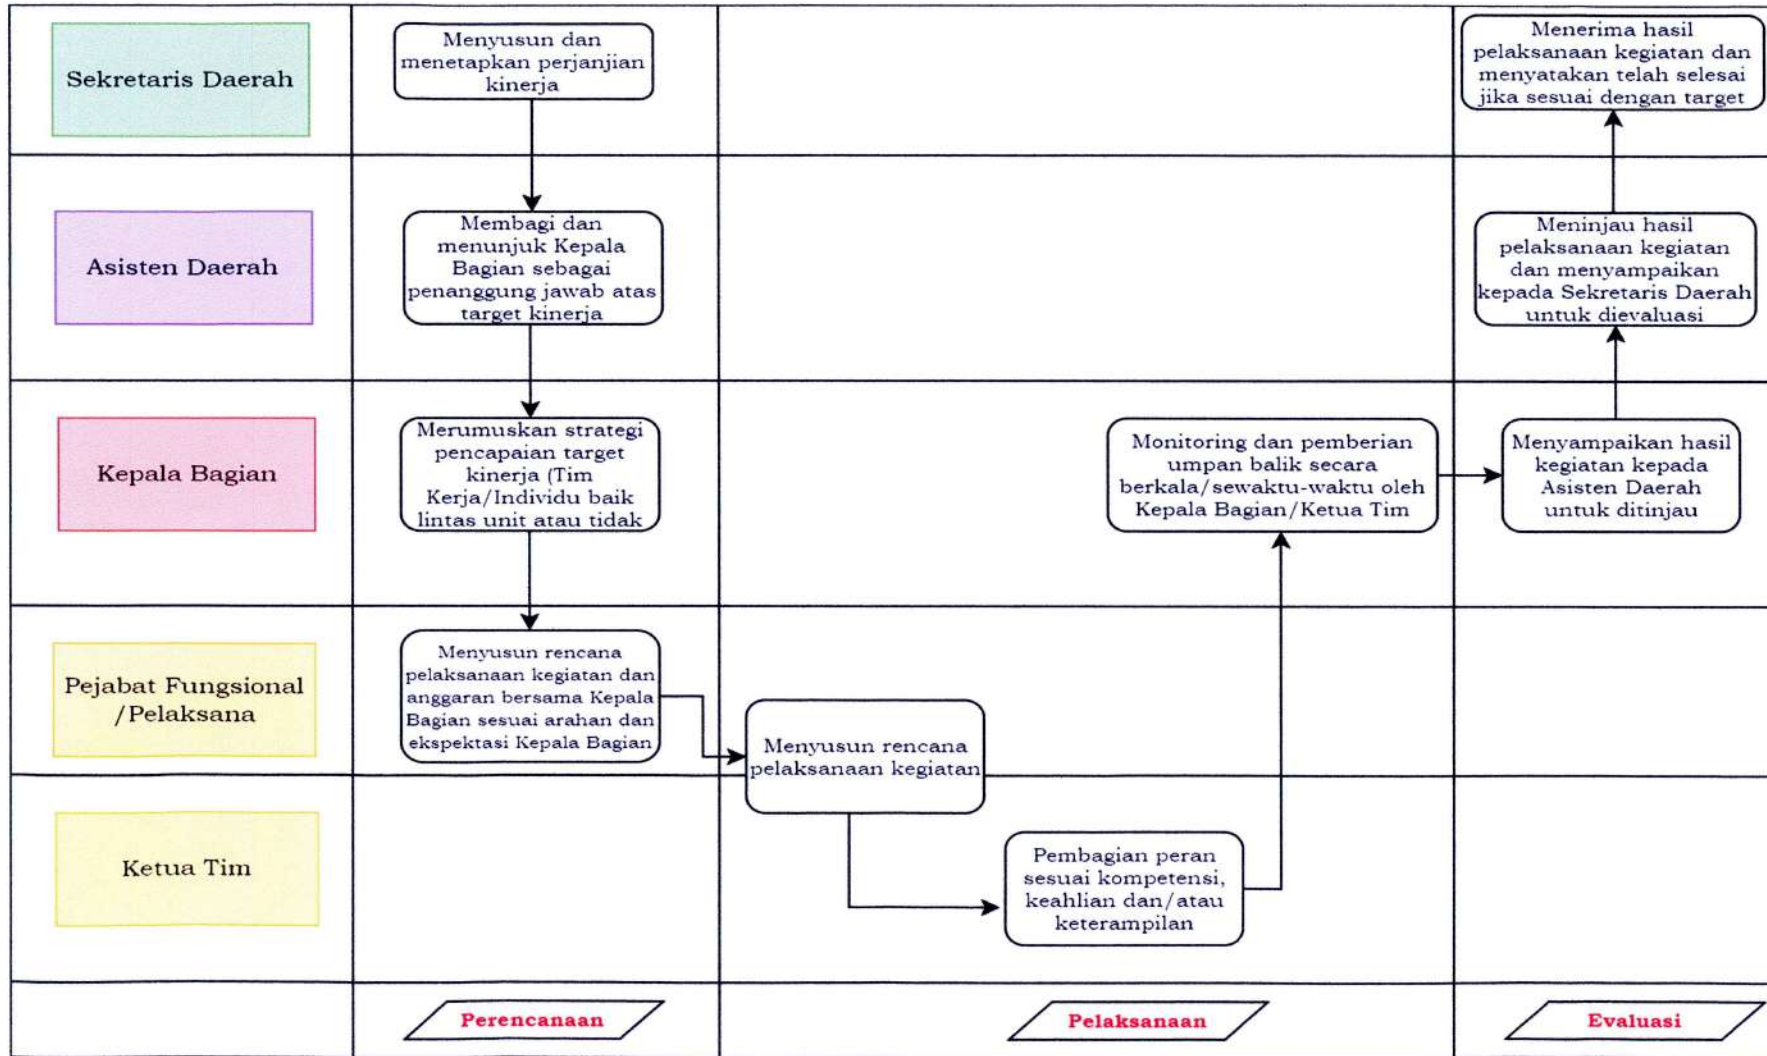 Sekretaris Daerah
Menyusun dan
menetapkan perjanjian
kinerja
Menerima hasil
pelaksanaan kegiatan dan
menyatakan telah selesai
jika sesuai dengan target
Asisten Daerah
Membagi dan
menunjuk Kepala
Bagian sebagai
penanggung jawab atas
target kinerja
Meninjau hasil
pelaksanaan kegiatan
dan menyampaikan
kepada Sekretaris Daerah
untuk dievaluasi
Kepala Bagian
Merumuskan strategi
pencapaian target
kinerja (Tim
Kerja/Individu baik
lintas unit atau tidak
Monitoring dan pemberian
umpan balik secara
berkala/sewaktu-waktu oleh
Kepala Bagian/Ketua Tim
Menyampaikan hasil
kegiatan kepada
Asisten Daerah
untuk ditinjau
Pejabat Fungsional
/Pelaksana
Menyusun rencana
pelaksanaan kegiatan dan
anggaran bersama Kepala
Bagian sesuai arahan dan
ekspektasi Kepala Bagian
Menyusun rencana
pelaksanaan kegiatan
Ketua Tim
Pembagian peran
sesuai kompetensi,
keahlian dan/atau
keterampilan
Perencanaan
Pelaksanaan
Evaluasi